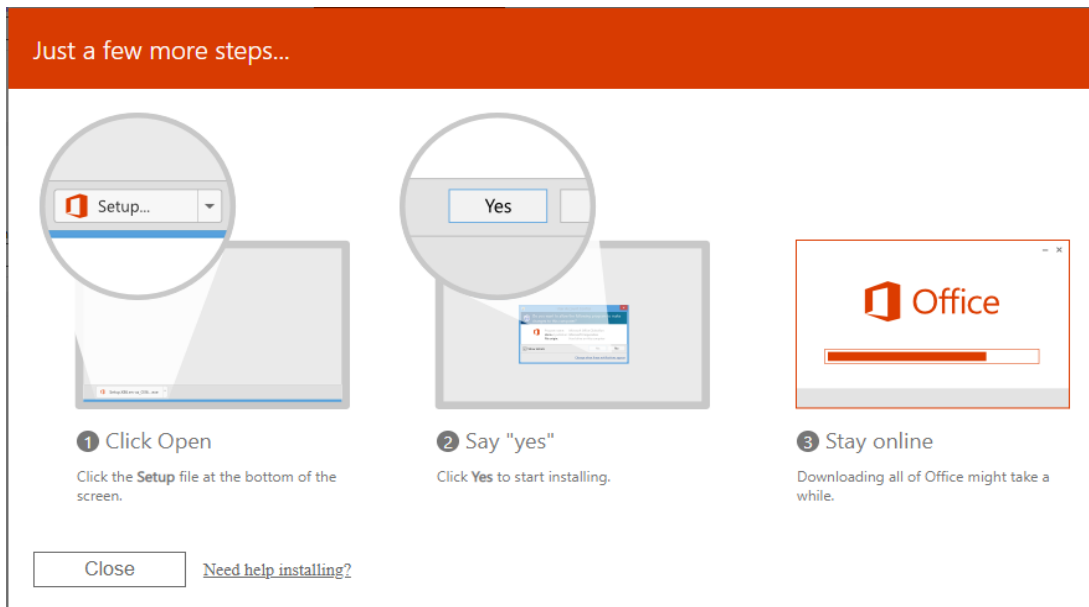 Just a few more steps...
Setup...
Yes
Office
1 Click Open
Click the Setup file at the bottom of the
screen.
2 Say "yes"
Click Yes to start installing.
3 Stay online
Downloading all of Office might take a
while.
Close
Need help installing?